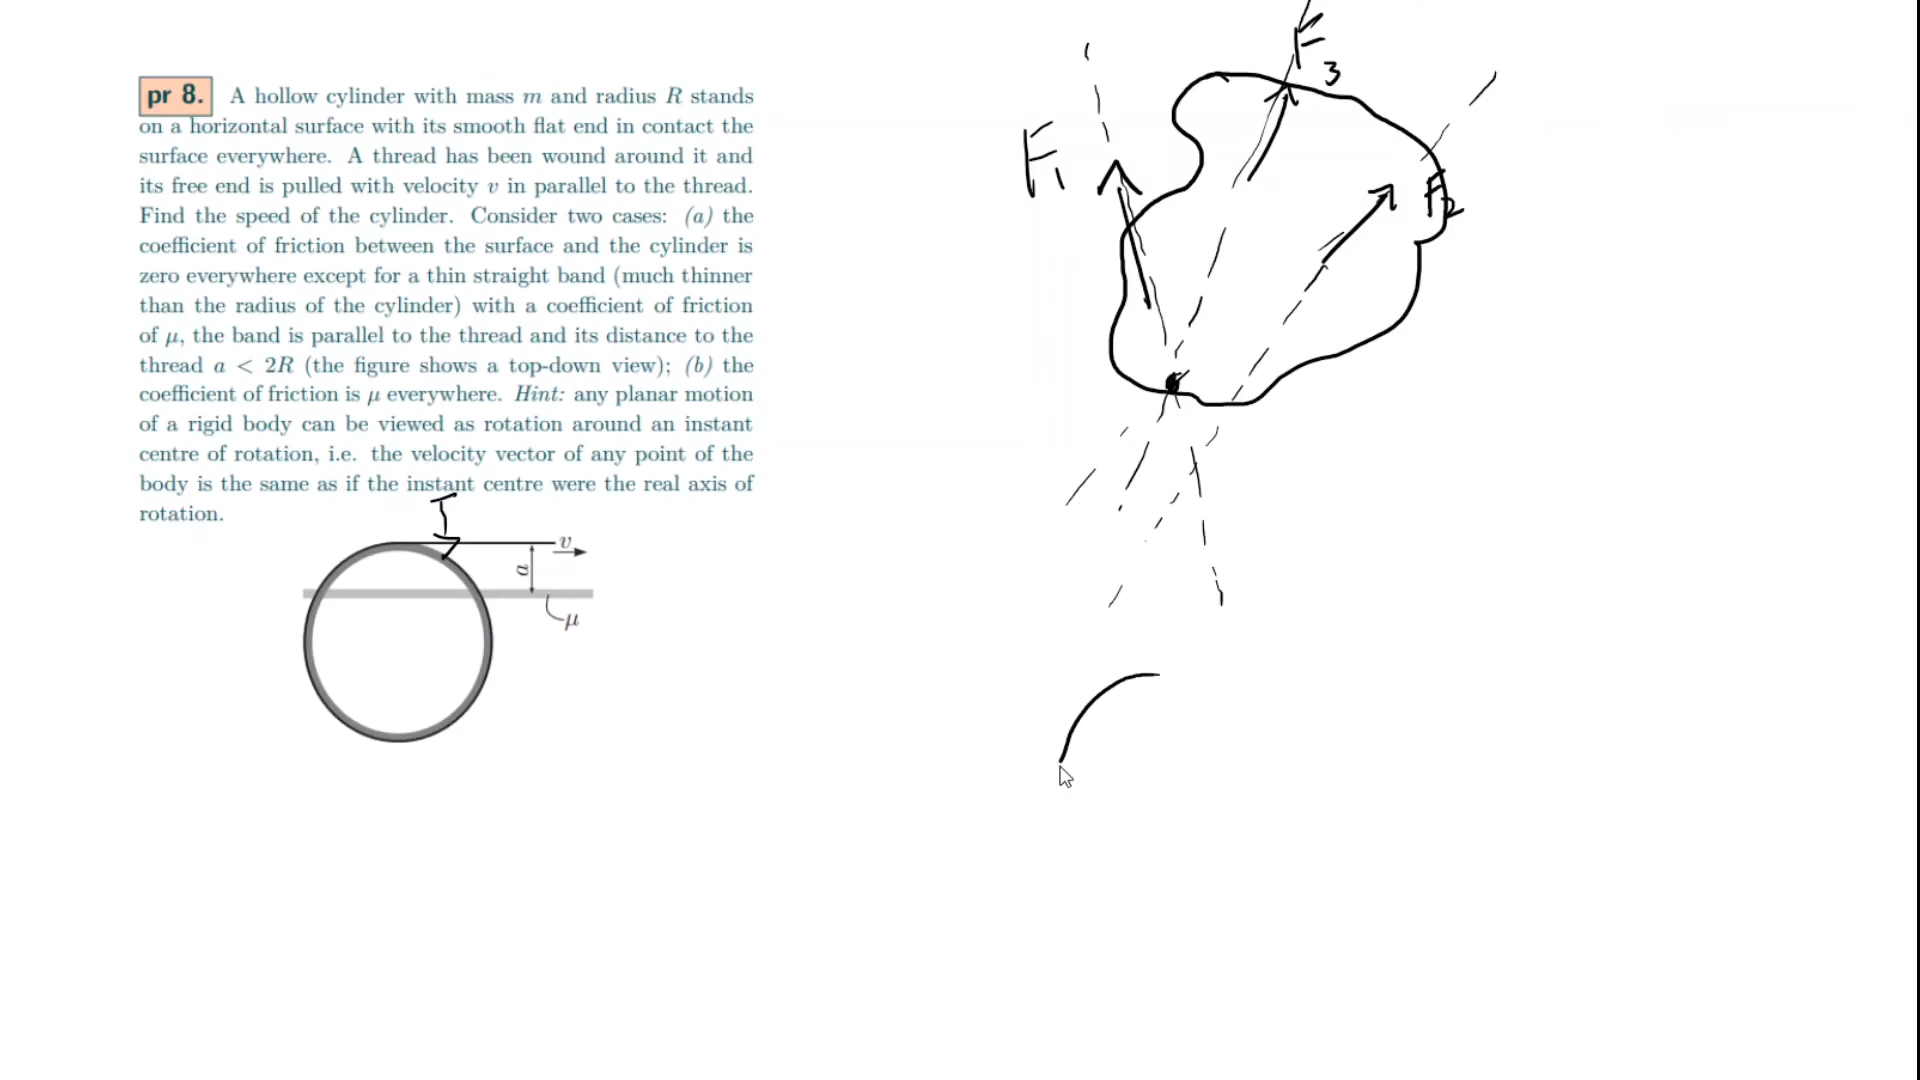 pr 8. A hollow cylinder with mass m and radius R stands
on a horizontal surface with its smooth flat end in contact the
surface everywhere. A thread has been wound around it and
its free end is pulled with velocity v in parallel to the thread.
Find the speed of the cylinder. Consider two cases: (a) the
coefficient of friction between the surface and the cylinder is
zero everywhere except for a thin straight band (much thinner
than the radius of the cylinder) with a coefficient of friction
of μ, the band is parallel to the thread and its distance to the
thread a < 2R (the figure shows a top-down view); (b) the
coefficient of friction is μ everywhere. Hint: any planar motion
of a rigid body can be viewed as rotation around an instant
centre of rotation, i.e. the velocity vector of any point of the
body is the same as if the instant centre were the real axis of
rotation.
v
a
μ
F3
F1
F2